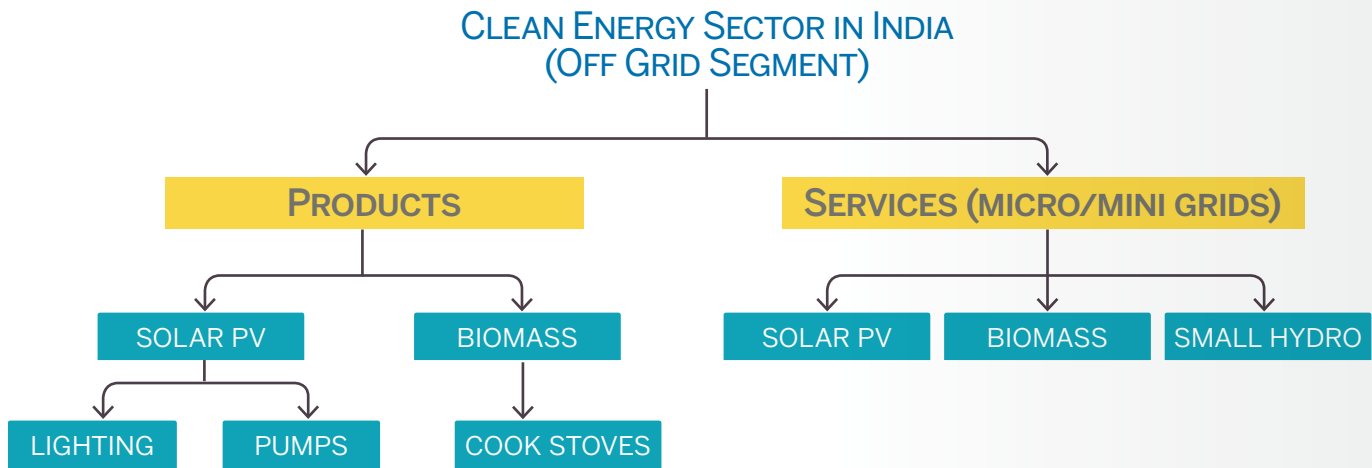 Clean Energy Sector in India
(Off Grid Segment)
Products
Services (micro/mini grids)
SOLAR PV
BIOMASS
SOLAR PV
BIOMASS
SMALL HYDRO
LIGHTING
PUMPS
COOK STOVES